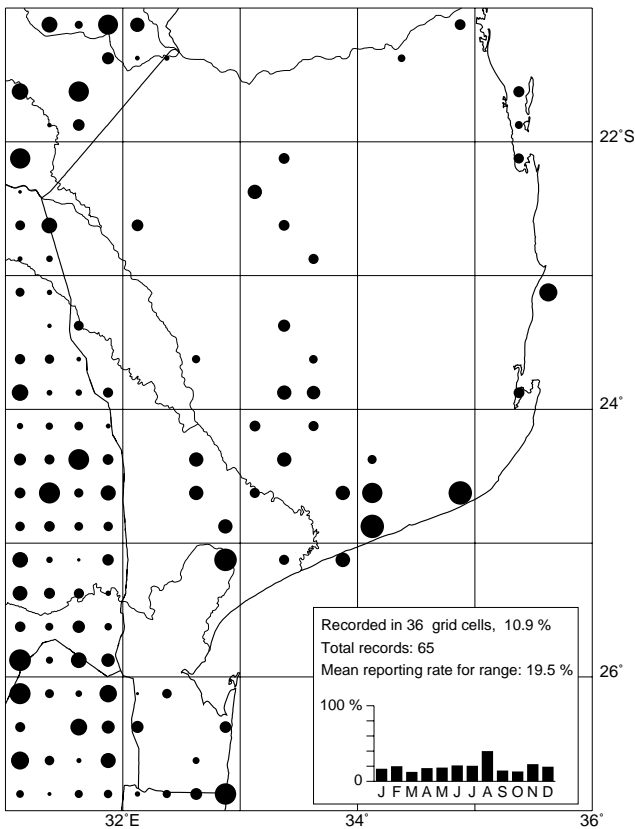 22˚S
24˚
Recorded in 36 grid cells, 10.9 %
Total records: 65
Mean reporting rate for range: 19.5 %
26˚
100 %
0
J F M A M J J A S O N D
32˚E
34˚
36˚